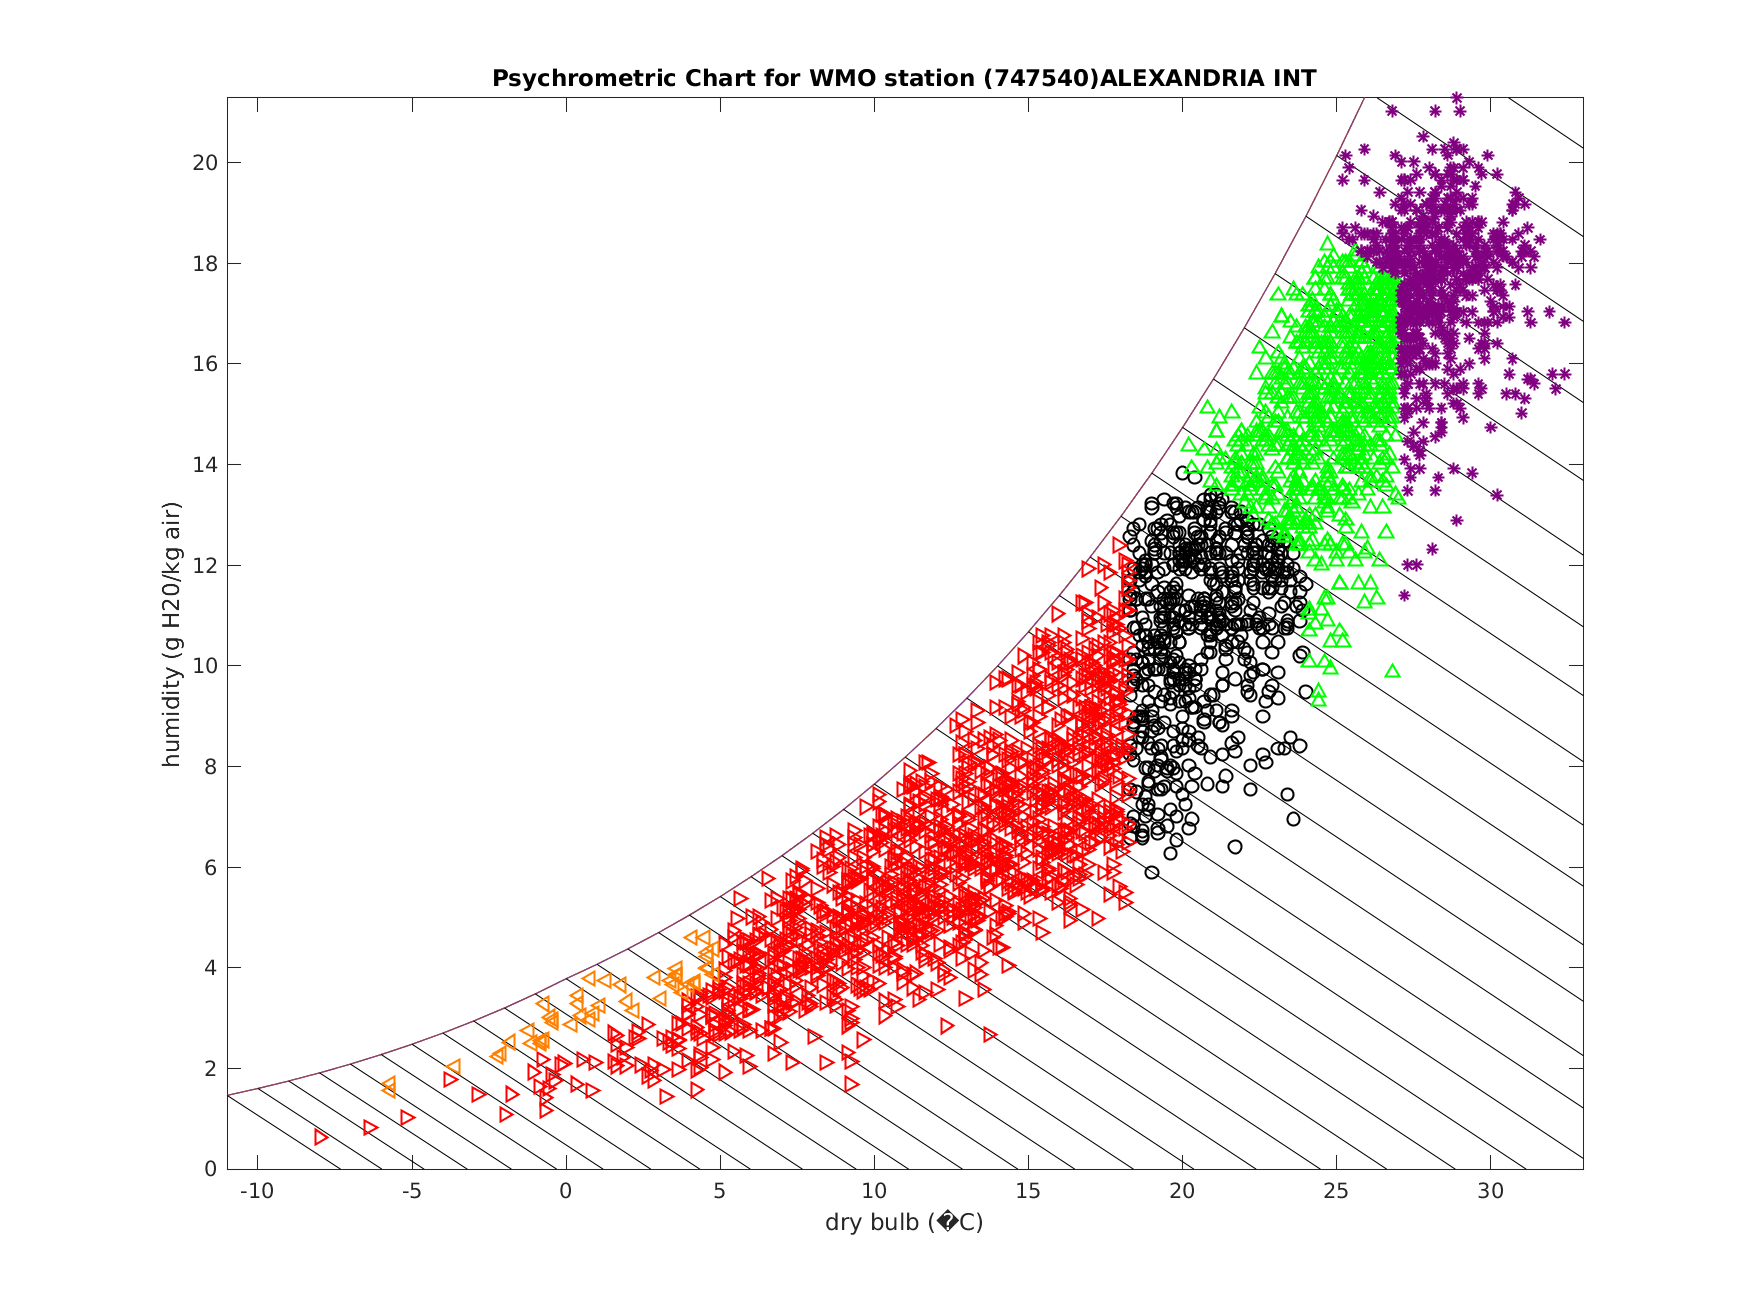 Psychrometric Chart for WMO station (747540)ALEXANDRIA INT
humidity (g H20/kg air)
20
18
16
14
12
10
8
6
4
2
0
-10 -5 0 5 10 15 20 25 30
dry bulb (�C)